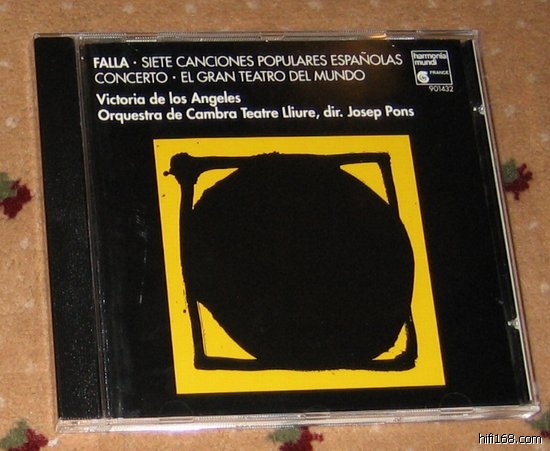 FALLA · SIETE CANCIONES POPULARES ESPAÑOLAS
CONCERTO · EL GRAN TEATRO DEL MUNDO
Victoria de los Angeles
Orquestra de Cambra Teatre Lliure, dir. Josep Pons
harmonia
mundi
FRANCE
901432
hifi168.com